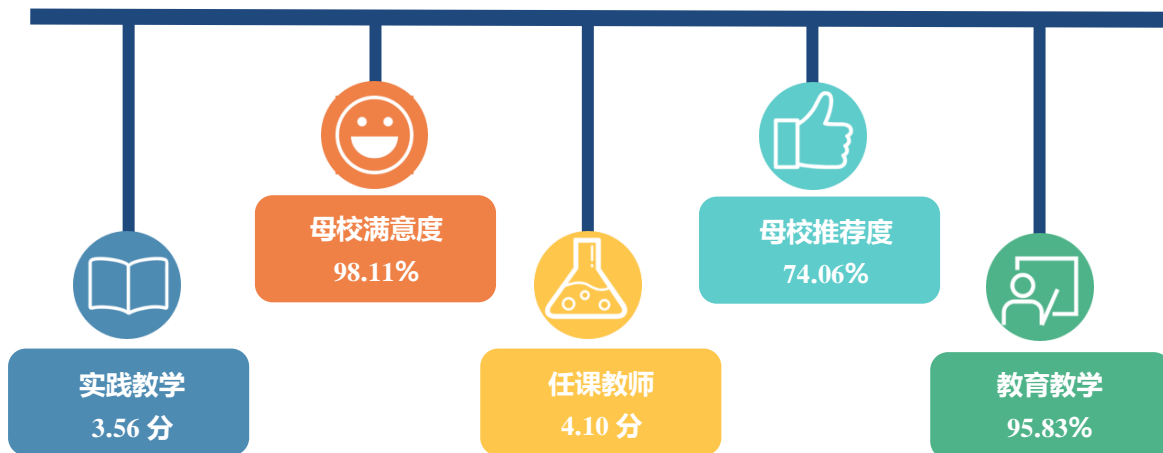 母校满意度
98.11%
母校推荐度
74.06%
实践教学
3.56 分
任课教师
4.10 分
教育教学
95.83%